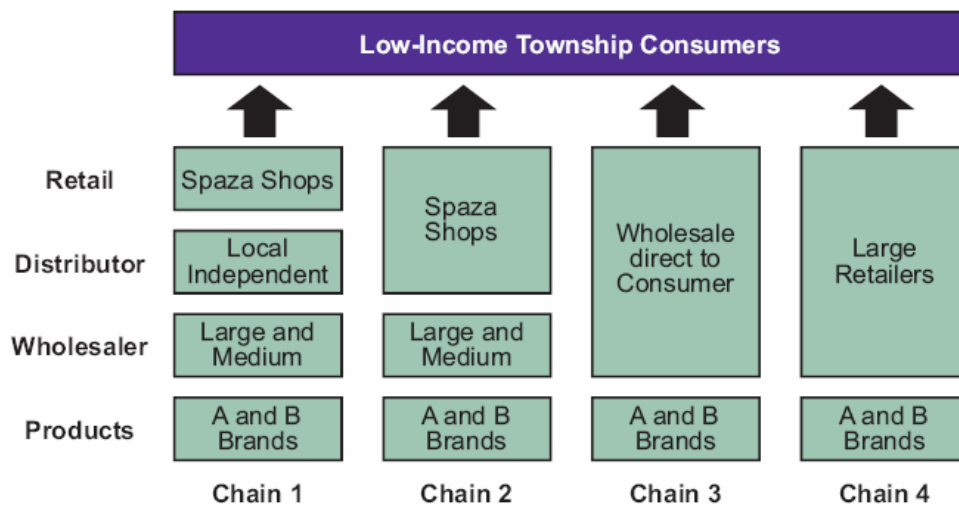 Low-Income Township Consumers
Retail
Spaza Shops
Spaza
Shops
Wholesale
direct to
Consumer
Large
Retailers
Distributor
Local
Independent
Wholesaler
Large and
Medium
Large and
Medium
Products
A and B
Brands
A and B
Brands
A and B
Brands
A and B
Brands
Chain 1
Chain 2
Chain 3
Chain 4